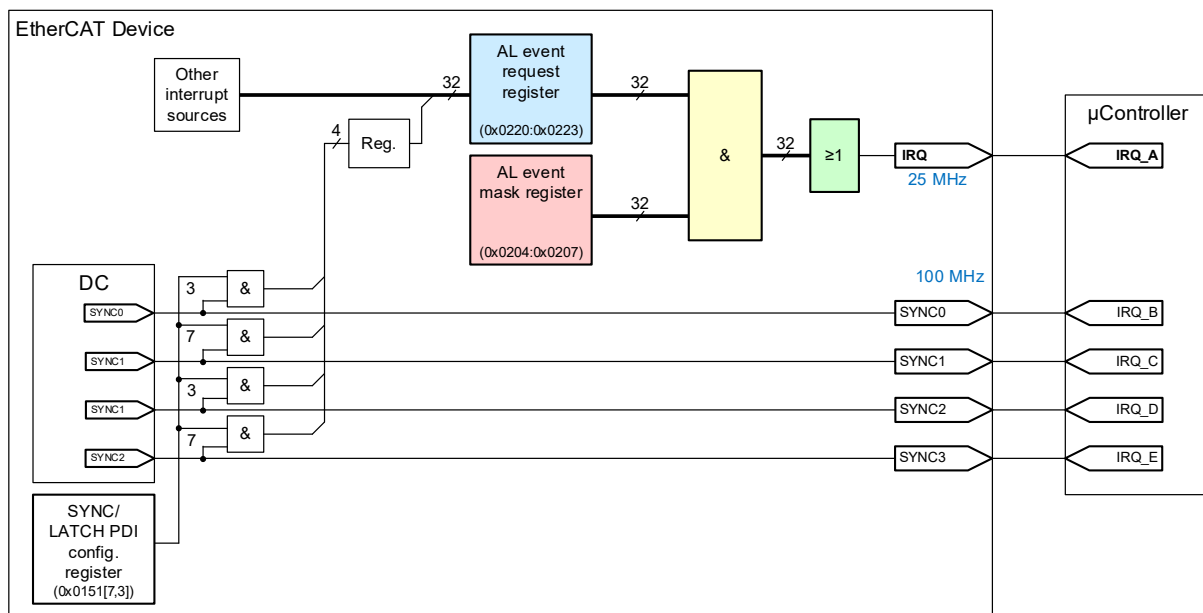 EtherCAT Device
Other
interrupt
sources
32
AL event
request
register
(0x0220:0x0223)
32
4
Reg.
AL event
mask register
(0x0204:0x0207)
32
&
32
≥1
IRQ
25 MHz
µController
IRQ_A
DC
SYNC0
3
&
100 MHz
SYNC0
IRQ_B
SYNC1
7
&
SYNC1
IRQ_C
SYNC1
3
&
SYNC2
IRQ_D
SYNC2
7
&
SYNC3
IRQ_E
SYNC/
LATCH PDI
config.
register
(0x0151[7,3])